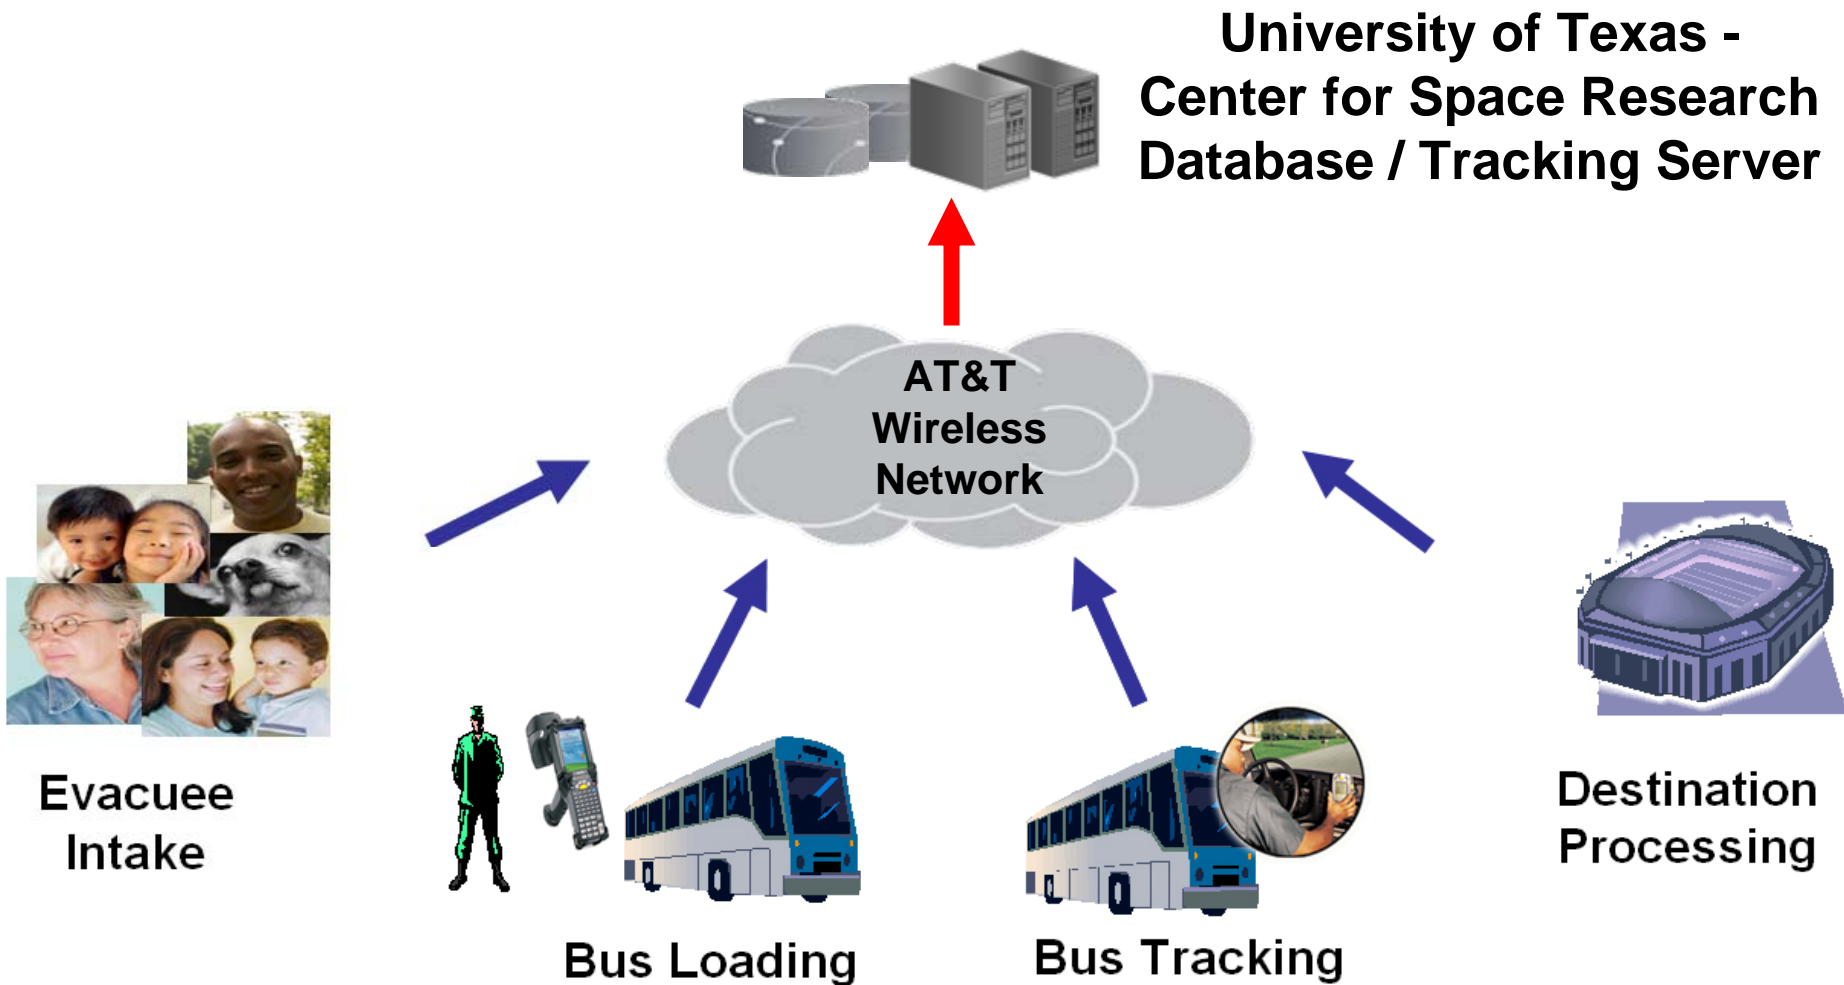 University of Texas -
Center for Space Research
Database / Tracking Server
AT&T
Wireless
Network
Evacuee
Intake
Bus Loading
Bus Tracking
Destination
Processing